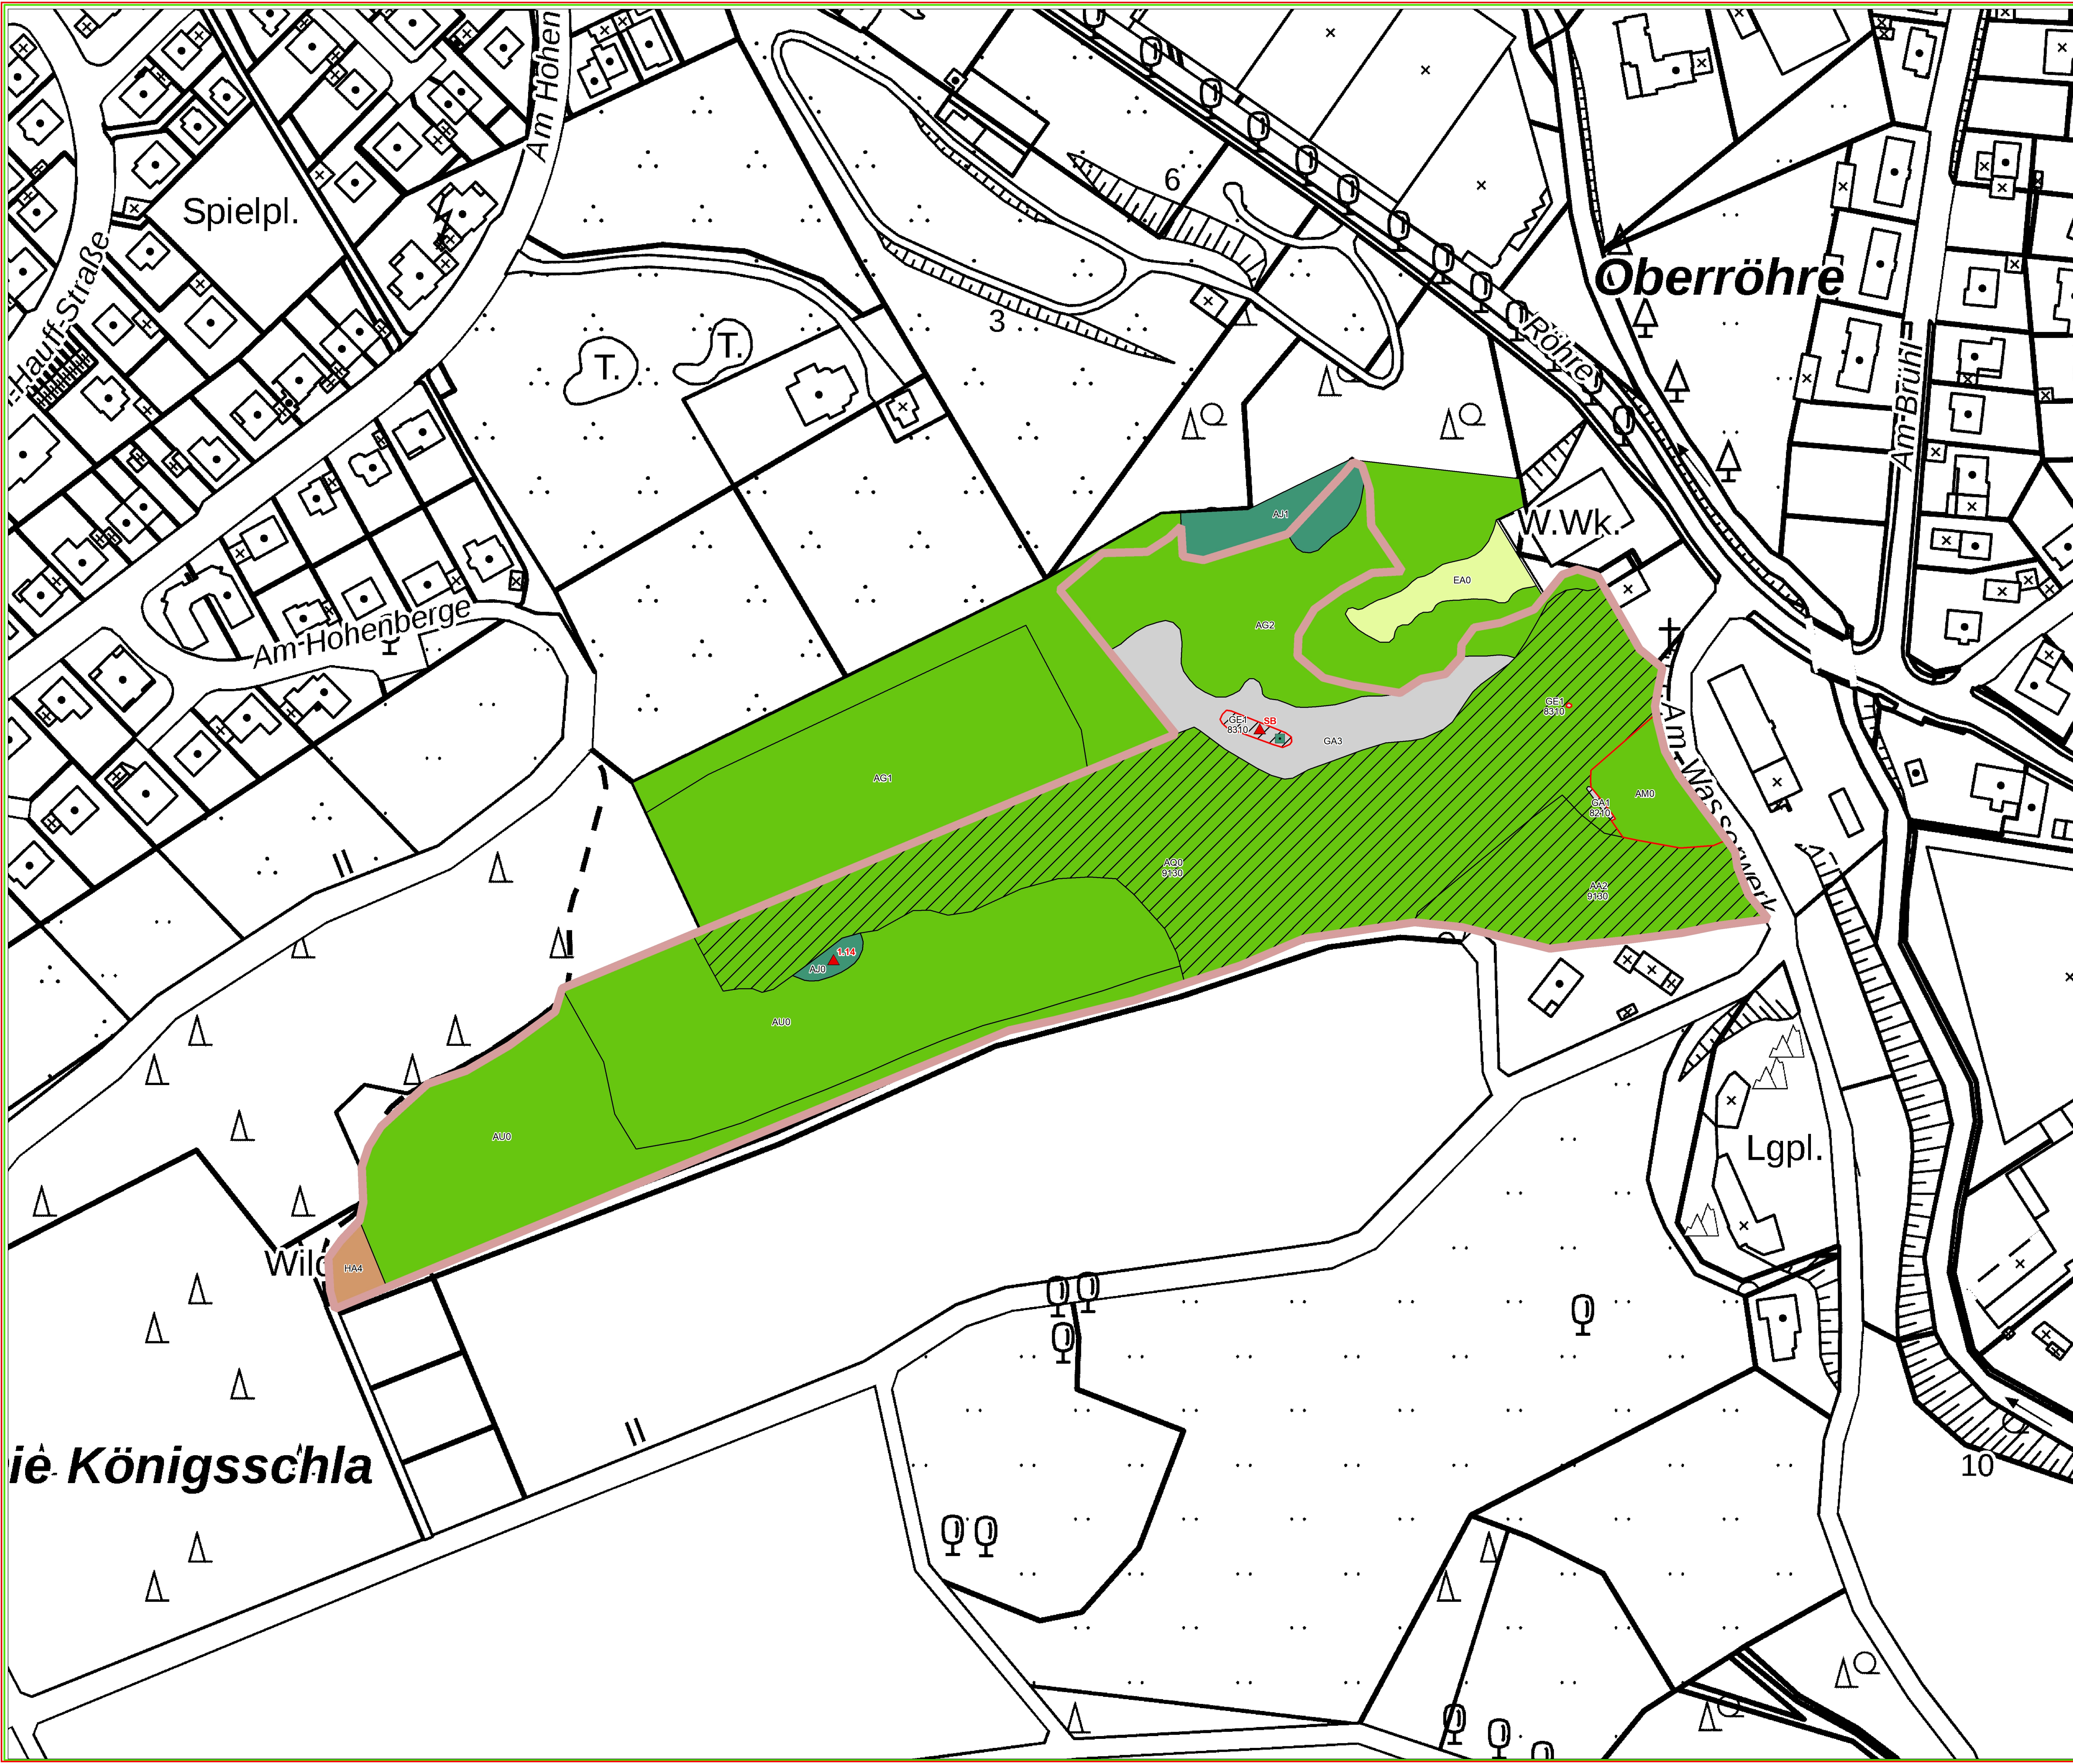 Am Hohen
6
Spielpl.
-Hauff-Straße
Oberröhre
3
T.
T.
Röhre
Am-Brühl
AJ1
W.Wk.
EA0
Am-Hohenberge
AG2
GE1
8310
SB
GE1
8310
GA3
AG1
AM0
GA1
8210
Am-Wasserwerk
AQ0
9130
AA2
9130
1.14
AJ0
AU0
AU0
Lgpl.
Wild
HA4
ie Königsschla
10